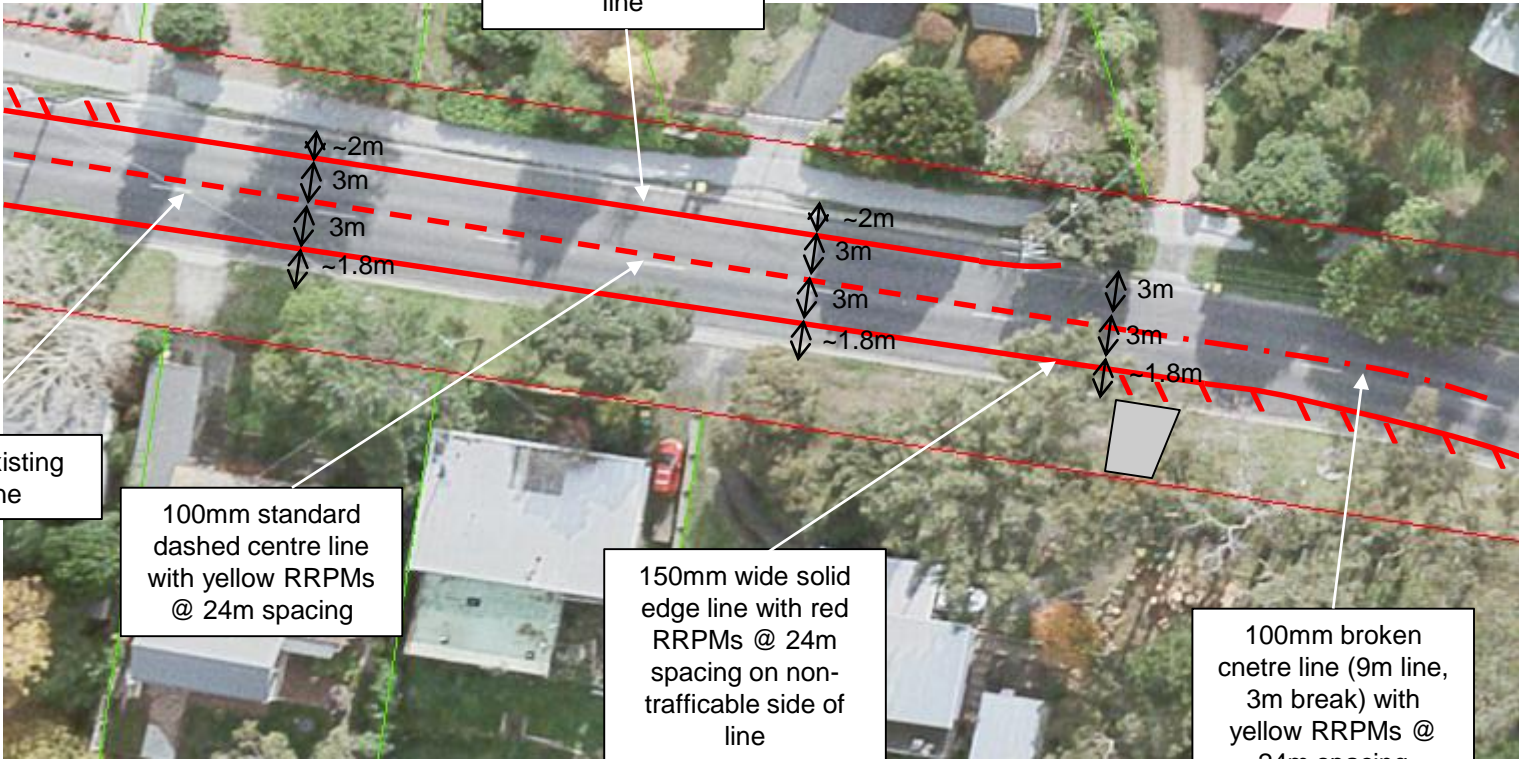 line
~2m
3m
3m
~1.8m
~2m
3m
3m
~1.8m
3m
3m
~1.8m
100mm standard
dashed centre line
with yellow RRPMs
@ 24m spacing
150mm wide solid
edge line with red
RRPMs @ 24m
spacing on non-
trafficable side of
line
100mm broken
cnetre line (9m line,
3m break) with
yellow RRPMs @
24m spacing